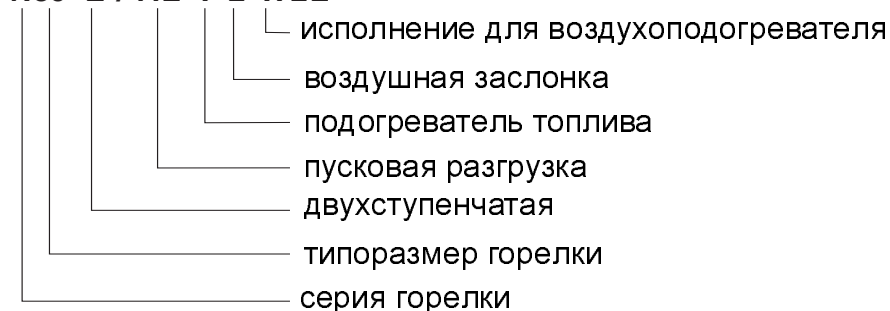 исполнение для воздухоподогревателя
воздушная заслонка
подогреватель топлива
пусковая разгрузка
двухступенчатая
типоразмер горелки
серия горелки